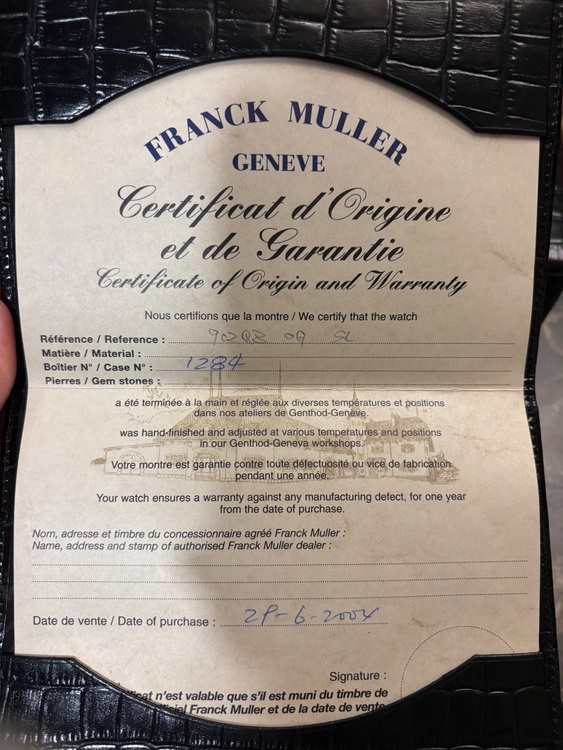 FRANCK MULLER
GENEVE
Certificat d'Origine
et de Garantie
Certificate of Origin and Warranty
Nous certifions que la montre / We certify that the watch
Référence / Reference : 902QZ
Matière / Material :
Boîtier N° / Case N° : 1284
Pierres / Gem stones :
a été terminée à la main et réglée aux diverses températures et positions
dans nos ateliers de Genthod-Genève.
was hand-finished and adjusted at various temperatures and positions
in our Genthod-Geneva workshops.
Votre montre est garantie contre toute défectuosité ou vice de fabrication
pendant une année.
Your watch ensures a warranty against any manufacturing defect, for one year
from the date of purchase.
Nom, adresse et timbre du concessionnaire agréé Franck Muller :
Name, address and stamp of authorised Franck Muller dealer :
Date de vente / Date of purchase : 29-6-2004
Signature :
n'est valable que s'il est muni du timbre de
Franck Muller et de la date de vente